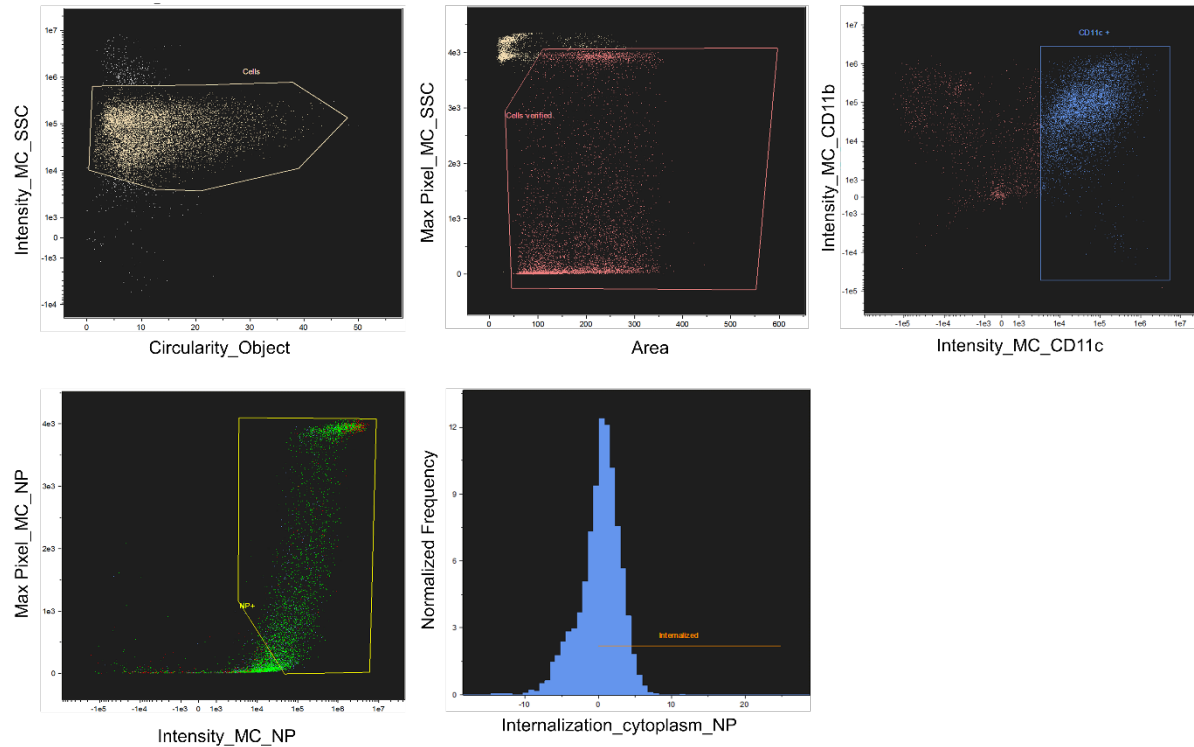 Intensity_MC_SSC
1e7
1e6
1e5
1e4
1e3
0
-1e4
Cells
0
10
20
30
40
50
Circularity_Object
Max Pixel_MC_SSC
4e3
3e3
2e3
1e3
0
Cells verified
0
100
200
300
400
500
600
Area
Intensity_MC_CD11b
1e6
1e5
1e4
1e3
-1e3
-1e4
-1e5
CD11c +
-1e5
-1e4
-1e3
0
1e3
1e4
1e5
1e6
1e7
Intensity_MC_CD11c
Max Pixel_MC_NP
4e3
3e3
2e3
1e3
0
NP+
-1e5
-1e4
-1e3
0
1e3
1e4
1e5
1e6
1e7
Intensity_MC_NP
Normalized Frequency
12
9
6
3
0
Internalized
-10
0
10
20
Internalization_cytoplasm_NP